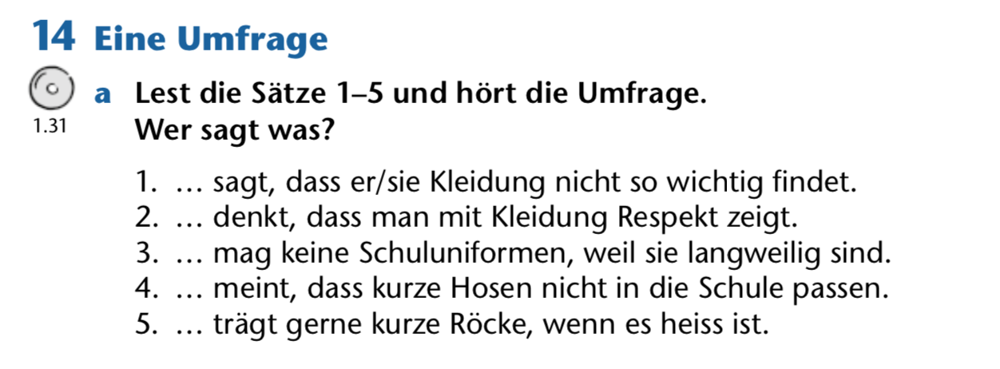 14 Eine Umfrage
a Lest die Sätze 1–5 und hört die Umfrage.
1.31 Wer sagt was?
1. … sagt, dass er/sie Kleidung nicht so wichtig findet.
2. … denkt, dass man mit Kleidung Respekt zeigt.
3. … mag keine Schuluniformen, weil sie langweilig sind.
4. … meint, dass kurze Hosen nicht in die Schule passen.
5. … trägt gerne kurze Röcke, wenn es heiss ist.